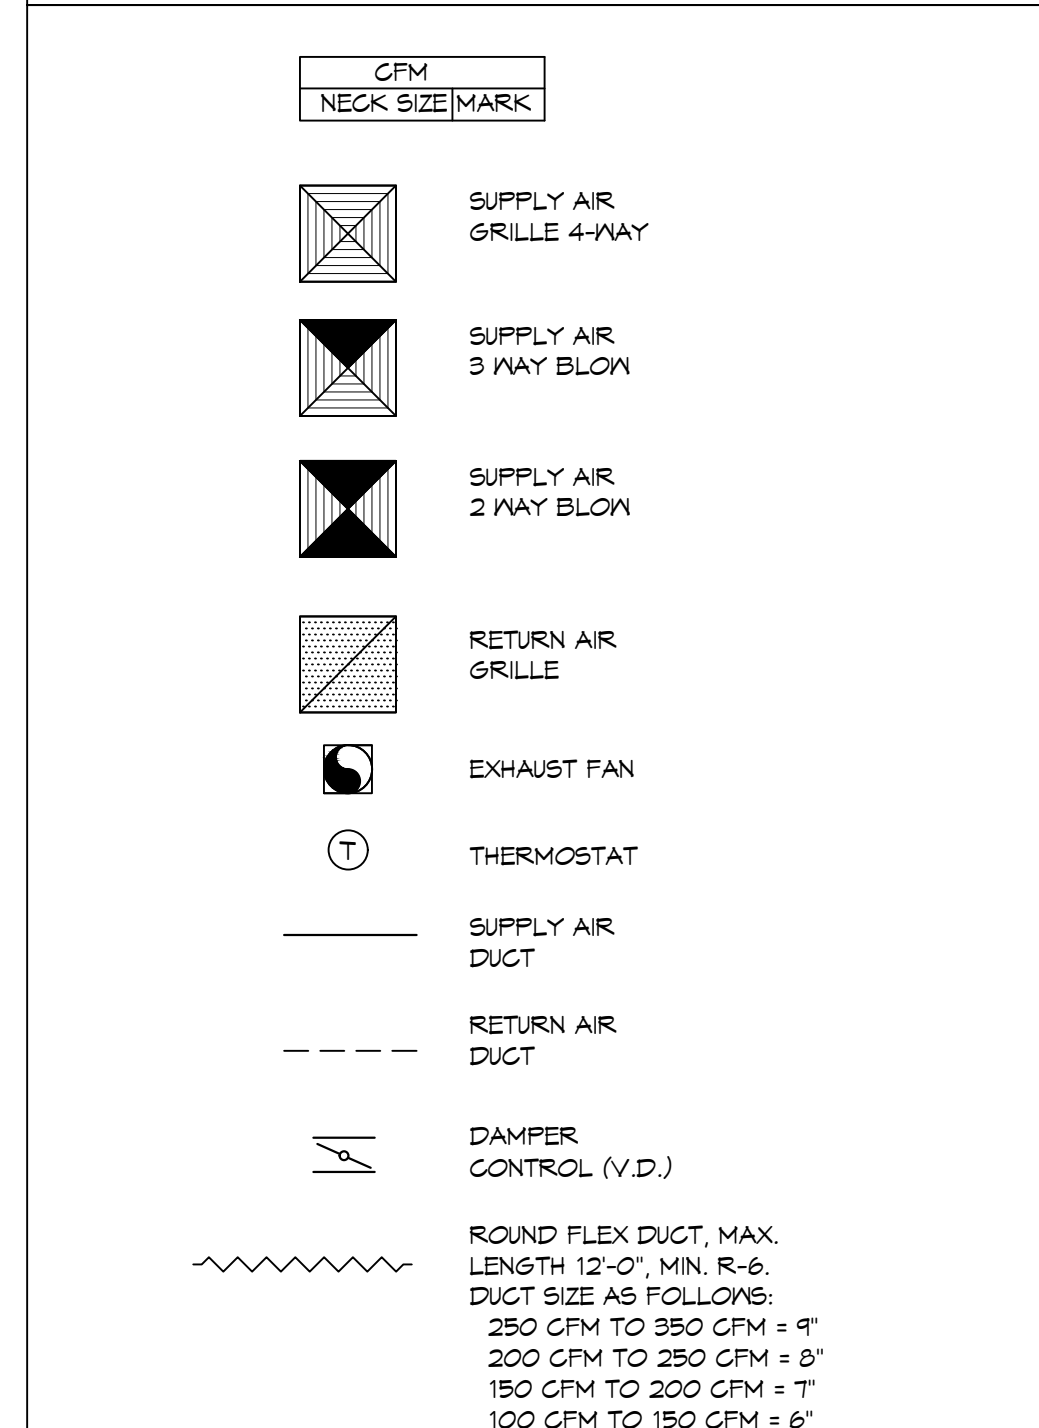 CFM
NECK SIZE MARK
SUPPLY AIR
GRILLE 4-WAY
SUPPLY AIR
3 WAY BLOW
SUPPLY AIR
2 WAY BLOW
RETURN AIR
GRILLE
EXHAUST FAN
T
THERMOSTAT
SUPPLY AIR
DUCT
RETURN AIR
DUCT
DAMPER
CONTROL (V.D.)
ROUND FLEX DUCT, MAX.
LENGTH 12'-0", MIN. R-6.
DUCT SIZE AS FOLLOWS:
250 CFM TO 350 CFM = 9"
200 CFM TO 250 CFM = 8"
150 CFM TO 200 CFM = 7"
100 CFM TO 150 CFM = 6"